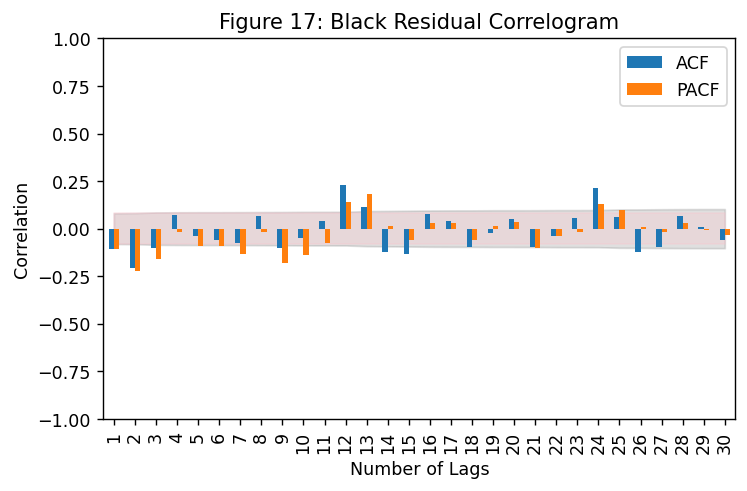 Figure 17: Black Residual Correlogram
1.00
0.75
0.50
0.25
0.00
−0.25
−0.50
−0.75
−1.00
Correlation
ACF
PACF
1 2 3 4 5 6 7 8 9 10 11 12 13 14 15 16 17 18 19 20 21 22 23 24 25 26 27 28 29 30
Number of Lags